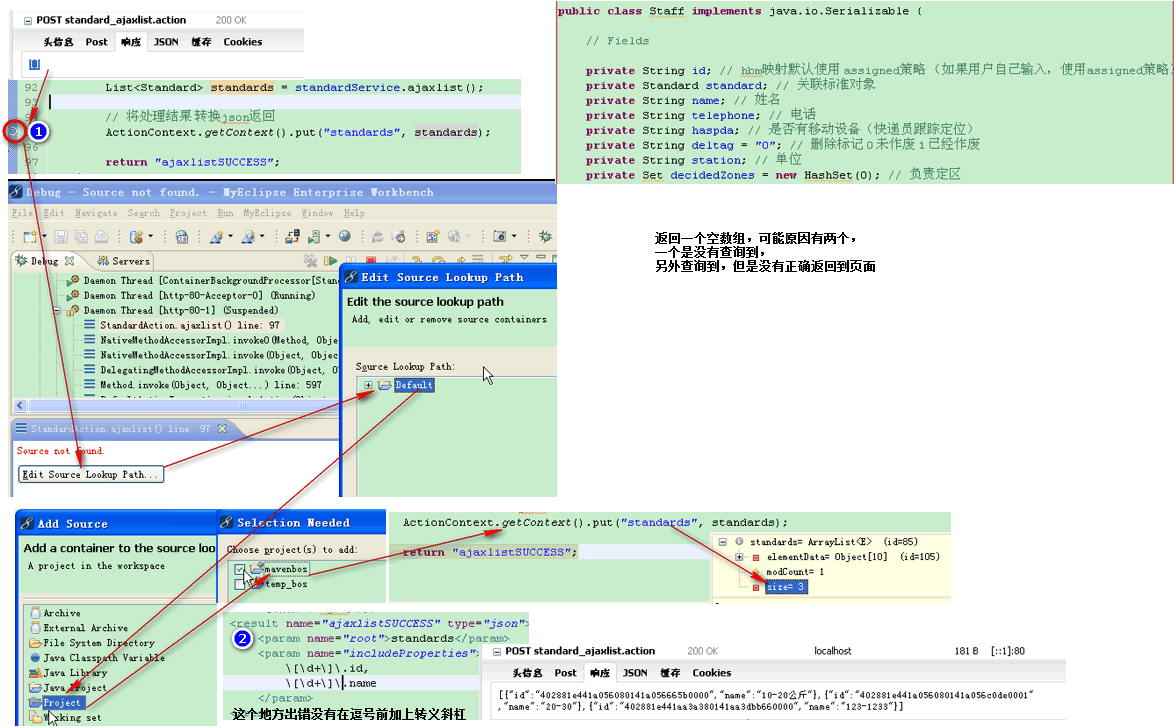 POST standard_ajaxlist.action 200 OK
头信息 Post 响应 JSON 缓存 Cookies
[]
92 List<Standard> standards = standardService.ajaxlist();
93
// 将处理结果 转换json返回
ActionContext.getContext().put("standards", standards);
96
97 return "ajaxlistSUCCESS";
1
public class Staff implements java.io.Serializable {
// Fields
private String id; // hbm映射默认使用 assigned策略 (如果用户自己输入, 使用assigned策略
private Standard standard; // 关联标准对象
private String name; // 姓名
private String telephone; // 电话
private String haspda; // 是否有移动设备 (快递员跟踪定位)
private String deltag = "0"; // 删除标记 0 未作废 1 已经作废
private String station; // 单位
private Set decidedZones = new HashSet(0); // 负责定区
返回一个空数组，可能原因有两个，
一个是没有查询到，
另外查询到，但是没有正确返回到页面
Debug - Source not found. - MyEclipse Enterprise Workbench
File Edit Navigate Search Project Run MyEclipse Window Help
Debug Servers
Daemon Thread [ContainerBackgroundProcessor[Stan
Daemon Thread [http-80-Acceptor-0] (Running)
Daemon Thread [http-80-1] (Suspended)
StandardAction.ajaxlist() line: 97
NativeMethodAccessorImpl.invoke0(Method, Objec
NativeMethodAccessorImpl.invoke(Object, Objec
DelegatingMethodAccessorImpl.invoke(Object, O
Method.invoke(Object, Object...) line: 597
StandardAction.ajaxlist() line: 97
Source not found.
Edit Source Lookup Path...
Edit Source Lookup Path
Edit the source lookup path
Add, edit or remove source containers
Source Lookup Path:
Default
Add Source
Add a container to the source loo
A project in the workspace
Archive
External Archive
File System Directory
Java Classpath Variable
Java Library
Java Project
Project
Working set
Selection Needed
Choose project(s) to add:
mavenbos
temp_bos
ActionContext.getContext().put("standards", standards);
return "ajaxlistSUCCESS";
standards= ArrayList<E> (id=85)
elementData= Object[10] (id=105)
modCount= 1
size= 3
<result name="ajaxlistSUCCESS" type="json">
2
<param name="root">standards</param>
<param name="includeProperties">
\[\d+\]\.id,
\[\d+\]\.name
</param>
这个地方出错没有在逗号前加上转义斜杠
POST standard_ajaxlist.action 200 OK localhost 181 B [::1]:80
头信息 Post 响应 JSON 缓存 Cookies
[{"id":"402881e441a056080141a056665b0000","name":"10-20公斤"},{"id":"402881e441a056080141a056c0de0001"
,"name":"20-30"},{"id":"402881e441aa3a380141aa3dbb660000","name":"123-1233"}]